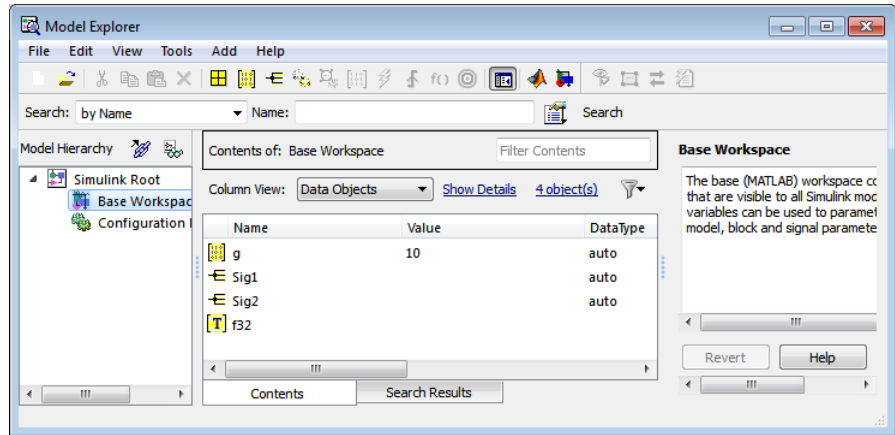 Model Explorer
File Edit View Tools Add Help
f()
Search: by Name Name: Search
Model Hierarchy
Simulink Root
Base Workspac
Configuration
Contents of: Base Workspace Filter Contents
Column View: Data Objects Show Details 4 object(s)
Name Value DataType
g 10 auto
Sig1 auto
Sig2 auto
[T] f32
Contents Search Results
Base Workspace
The base (MATLAB) workspace co
that are visible to all Simulink mod
variables can be used to paramet
model, block and signal paramete
Revert Help